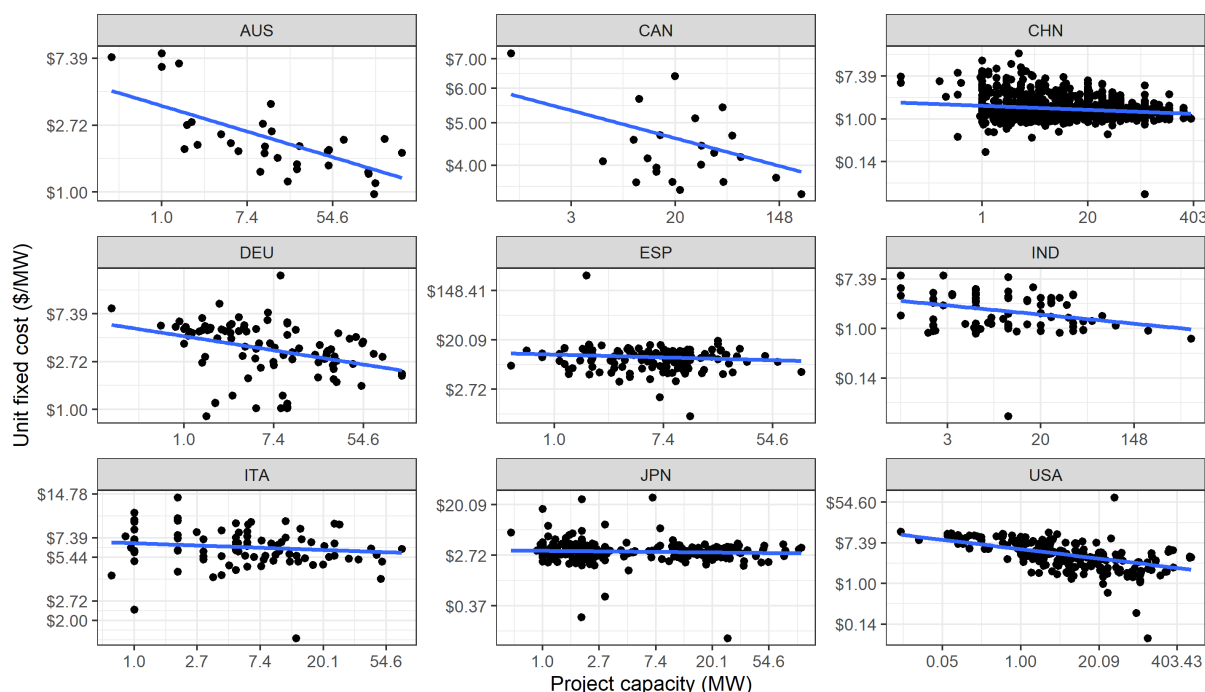 AUS
CAN
CHN
$7.39
$2.72
$1.00
1.0 7.4 54.6
$7.00
$6.00
$5.00
$4.00
3 20 148
$7.39
$1.00
$0.14
1 20 403
DEU
ESP
IND
$7.39
$2.72
$1.00
1.0 7.4 54.6
$148.41
$20.09
$2.72
1.0 7.4 54.6
$7.39
$1.00
$0.14
3 20 148
ITA
JPN
USA
$14.78
$7.39
$5.44
$2.72
$2.00
1.0 2.7 7.4 20.1 54.6
$20.09
$2.72
$0.37
1.0 2.7 7.4 20.1 54.6
$54.60
$7.39
$1.00
$0.14
0.05 1.00 20.09 403.43
Unit fixed cost ($/MW)
Project capacity (MW)